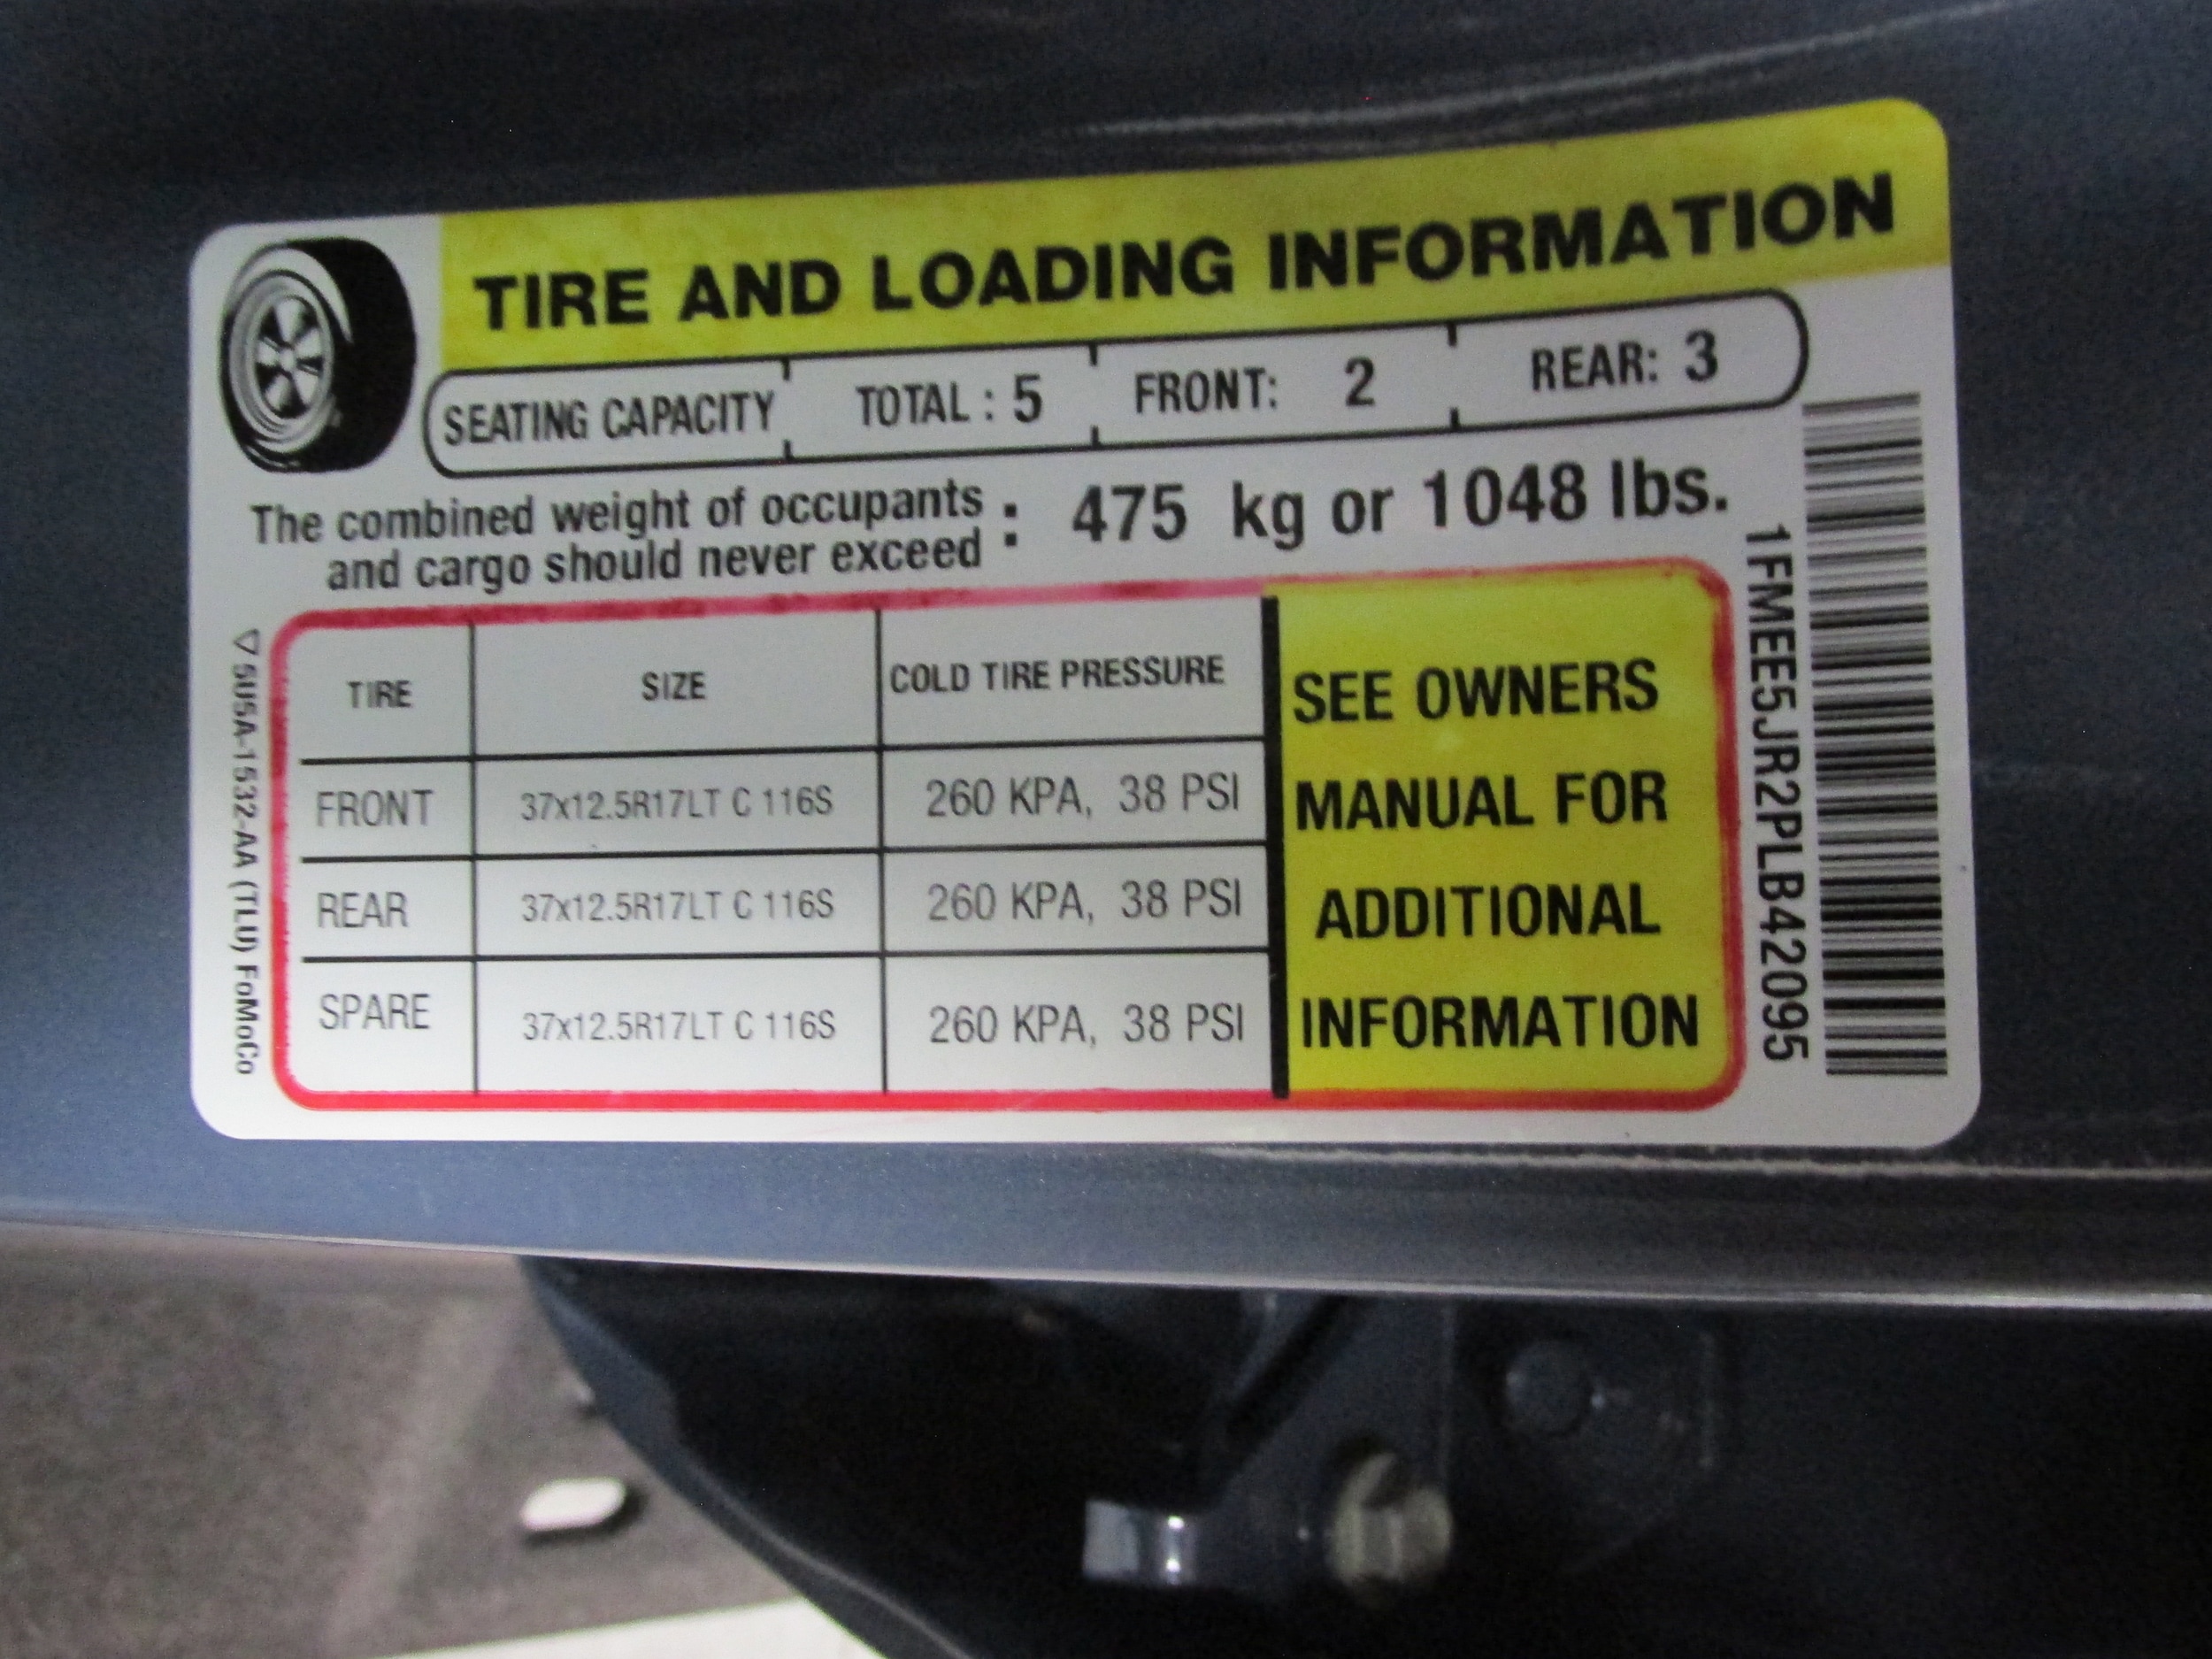 TIRE AND LOADING INFORMATION
SEATING CAPACITY TOTAL : 5 FRONT: 2 REAR: 3
The combined weight of occupants
and cargo should never exceed : 475 kg or 1048 lbs.
TIRE SIZE COLD TIRE PRESSURE
FRONT 37x12.5R17LT C 116S 260 KPA, 38 PSI
REAR 37x12.5R17LT C 116S 260 KPA, 38 PSI
SPARE 37x12.5R17LT C 116S 260 KPA, 38 PSI
SEE OWNERS
MANUAL FOR
ADDITIONAL
INFORMATION
1FMEE5JR2PLB42095
▽ 5U5A-1532-AA (TLU) FoMoCo